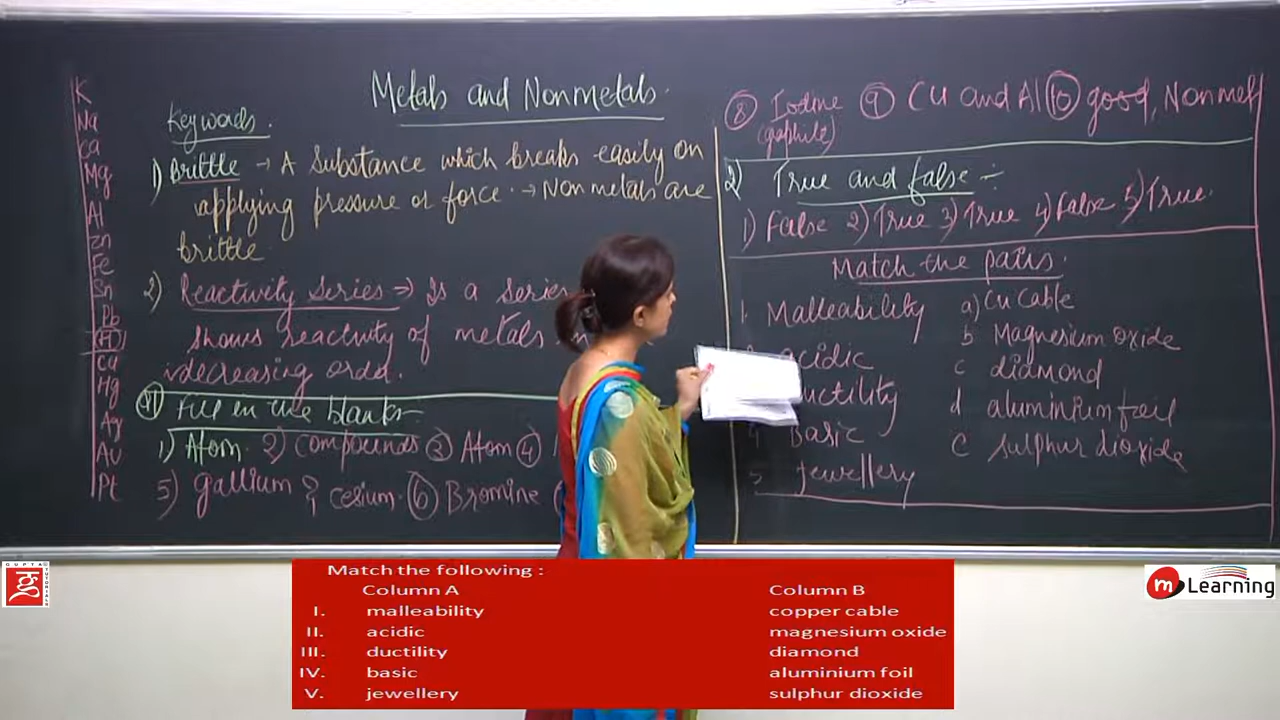 Metals and Nonmetals.
K
Na
Ca
Mg
Al
Zn
Fe
Sn
Pb
(H)
Cu
Hg
Ag
Au
Pt
Keywords.
1) Brittle → A Substance which breaks easily on
applying pressure or force. → Non metals are
brittle.
2) Reactivity Series → Is a series
shows reactivity of metals in
decreasing order.
Fill in the blanks
1) Atom. 2) Compounds ③ Atom ④
5) gallium & cesium. ⑥ Bromine
⑧ Iodine ⑨ Cu and Al ⑩ good, Nonmet
(graphite)
2) True and false :-
1) False 2) True 3) True 4) False 5) True.
Match the pairs.
1. Malleability a) Cu Cable
b Magnesium oxide
acidic c diamond
uctility d aluminium foil
4 Basic e sulphur dioxide
5 Jewellery
Match the following :
Column A Column B
I. malleability copper cable
II. acidic magnesium oxide
III. ductility diamond
IV. basic aluminium foil
V. jewellery sulphur dioxide
GUPTA TUTORIALS
m Learning